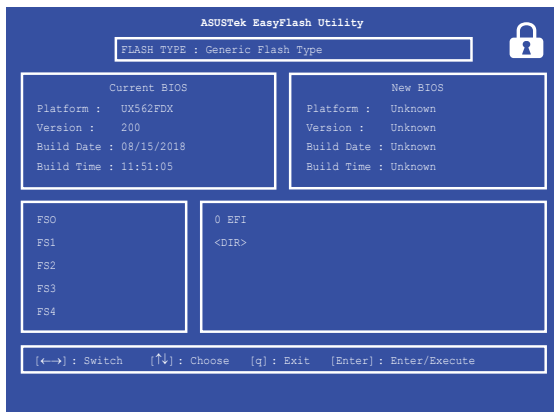 ASUSTek EasyFlash Utility
FLASH TYPE : Generic Flash Type
Current BIOS
Platform : UX562FDX
Version : 200
Build Date : 08/15/2018
Build Time : 11:51:05
New BIOS
Platform : Unknown
Version : Unknown
Build Date : Unknown
Build Time : Unknown
FSO
FS1
FS2
FS3
FS4
0 EFI
<DIR>
[←→] : Switch [↑↓] : Choose [q] : Exit [Enter] : Enter/Execute